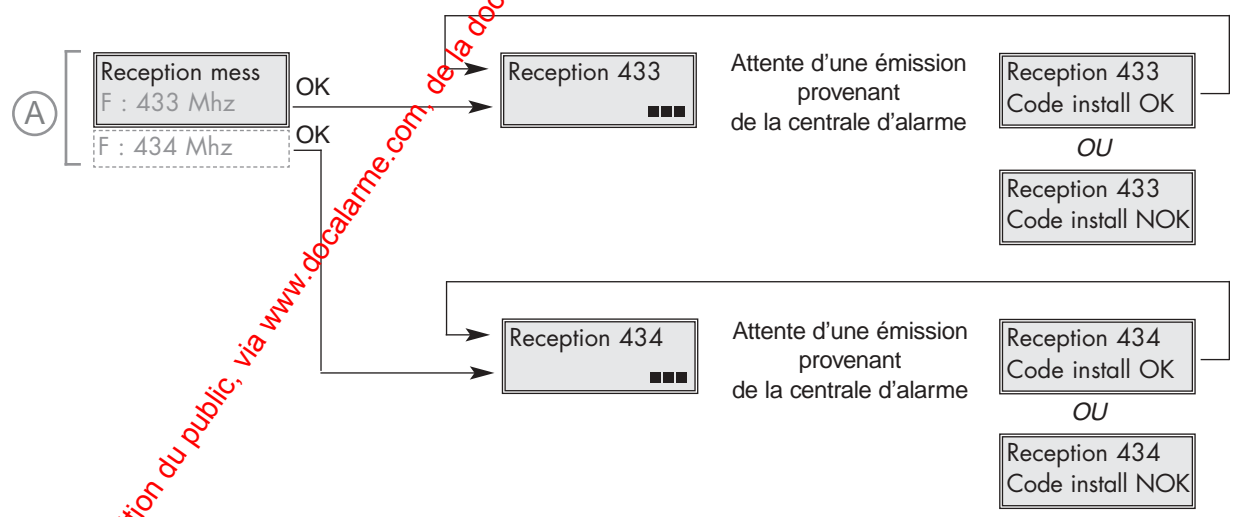 A
Reception mess
F : 433 Mhz
OK
F : 434 Mhz
OK
Reception 433
Attente d'une émission
provenant
de la centrale d'alarme
Reception 433
Code install OK
OU
Reception 433
Code install NOK
Reception 434
Attente d'une émission
provenant
de la centrale d'alarme
Reception 434
Code install OK
OU
Reception 434
Code install NOK
du public, via www.docalarme.com, de la